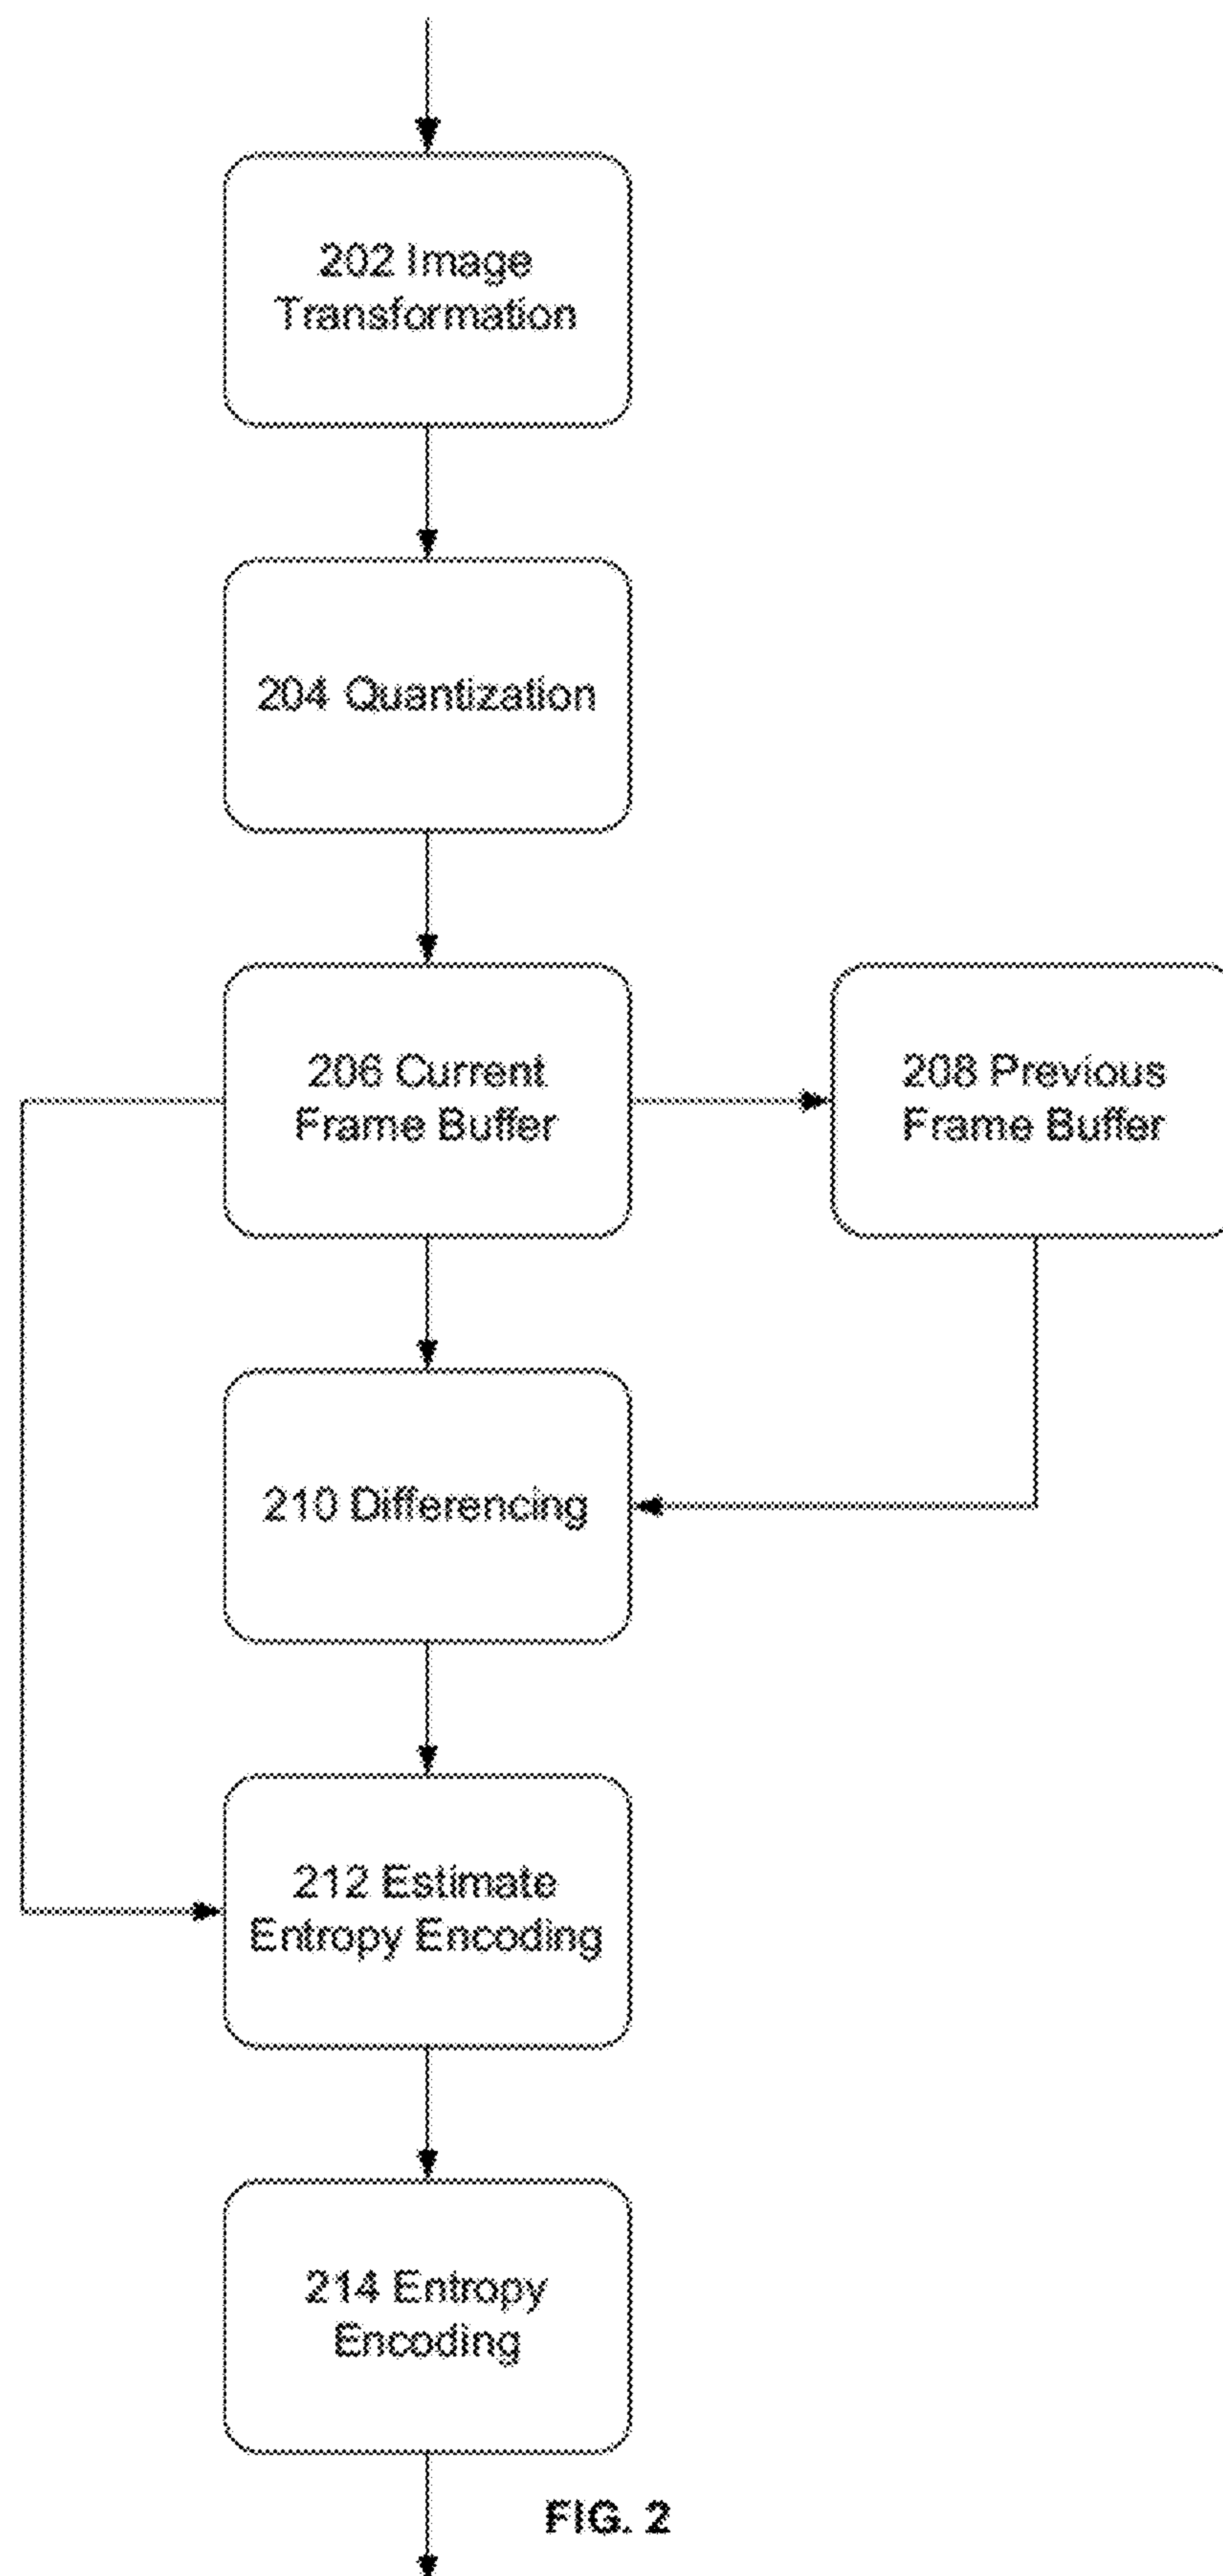 202 Image
Transformation
204 Quantization
206 Current
Frame Buffer
208 Previous
Frame Buffer
210 Differencing
212 Estimate
Entropy Encoding
214 Entropy
Encoding
FIG. 2